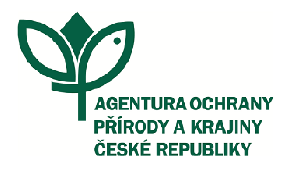 AGENTURA OCHRANY
PŘÍRODY A KRAJINY
ČESKÉ REPUBLIKY